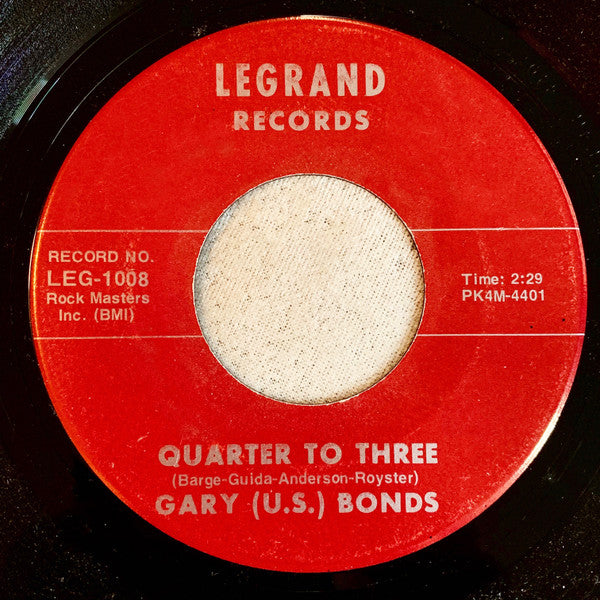 LEGRAND
RECORDS
RECORD NO.
LEG-1008
Rock Masters
Inc. (BMI)
Time: 2:29
PK4M-4401
QUARTER TO THREE
(Barge-Guida-Anderson-Royster)
GARY (U.S.) BONDS